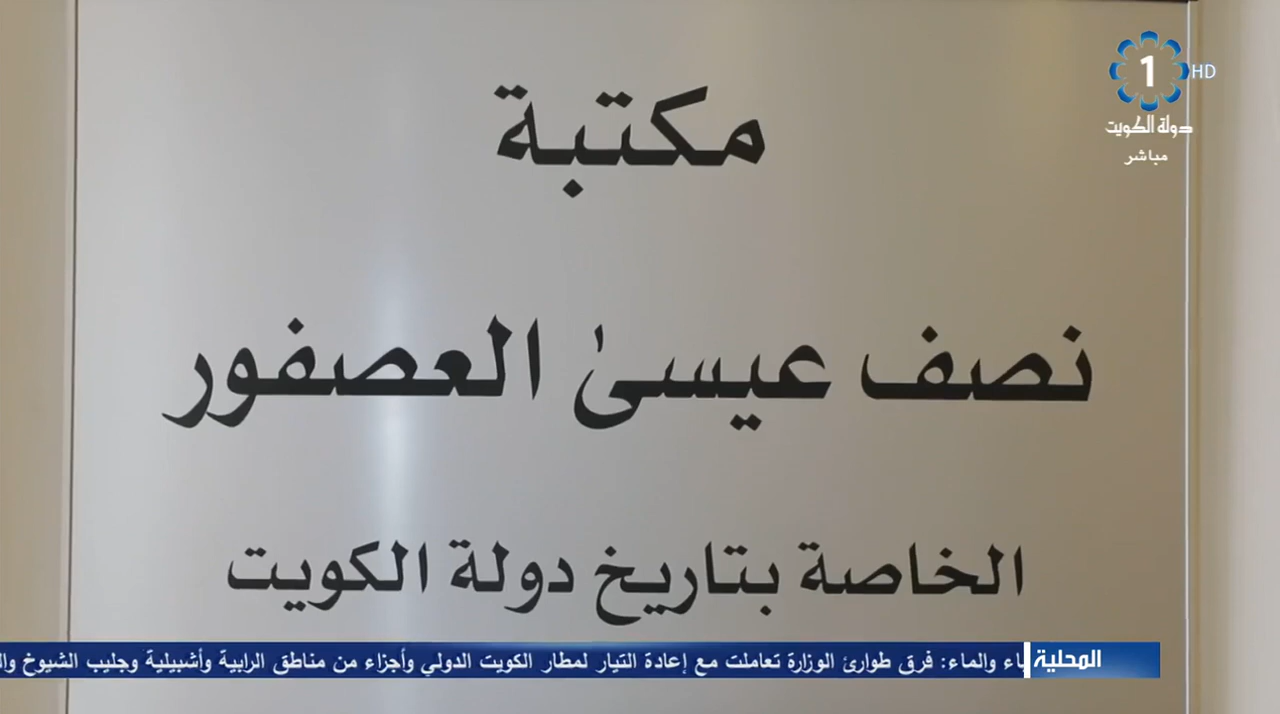 مكتبة
نصف عيسىٰ العصفور
الخاصة بتاريخ دولة الكويت
1 HD
دولة الكويت
مباشر
المحلية
والماء: فرق طوارئ الوزارة تعاملت مع إعادة التيار لمطار الكويت الدولي وأجزاء من مناطق الرابية وأشبيلية وجليب الشيوخ